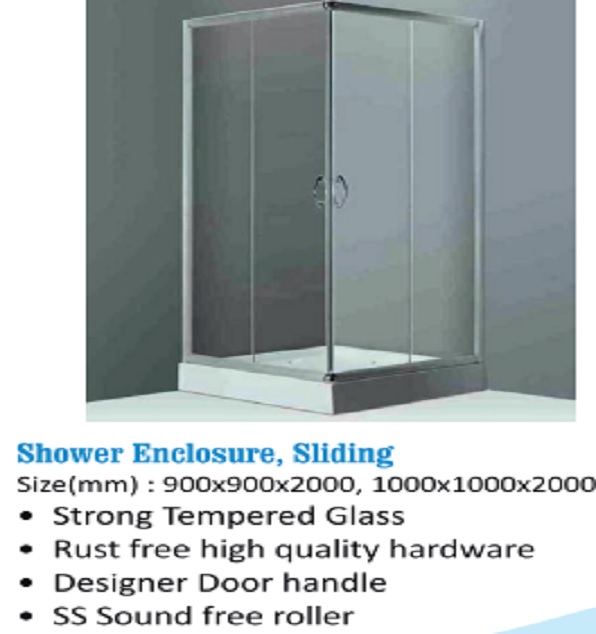 Shower Enclosure, Sliding
Size(mm) : 900x900x2000, 1000x1000x2000
• Strong Tempered Glass
• Rust free high quality hardware
• Designer Door handle
• SS Sound free roller